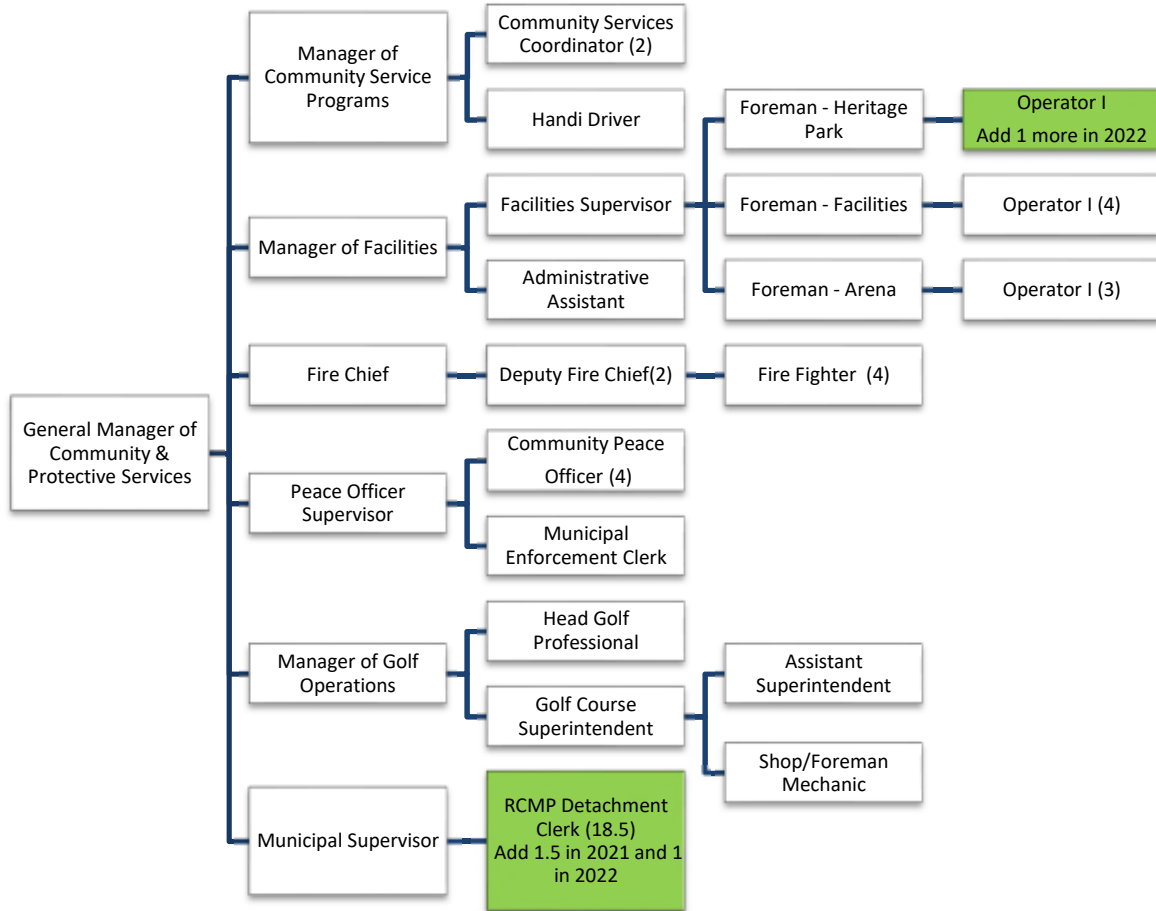 General Manager of
Community &
Protective Services
Manager of
Community Service
Programs
Community Services
Coordinator (2)
Handi Driver
Manager of Facilities
Facilities Supervisor
Foreman - Heritage
Park
Operator I
Add 1 more in 2022
Foreman - Facilities
Operator I (4)
Foreman - Arena
Operator I (3)
Administrative
Assistant
Fire Chief
Deputy Fire Chief(2)
Fire Fighter (4)
Peace Officer
Supervisor
Community Peace
Officer (4)
Municipal
Enforcement Clerk
Manager of Golf
Operations
Head Golf
Professional
Golf Course
Superintendent
Assistant
Superintendent
Shop/Foreman
Mechanic
Municipal Supervisor
RCMP Detachment
Clerk (18.5)
Add 1.5 in 2021 and 1
in 2022